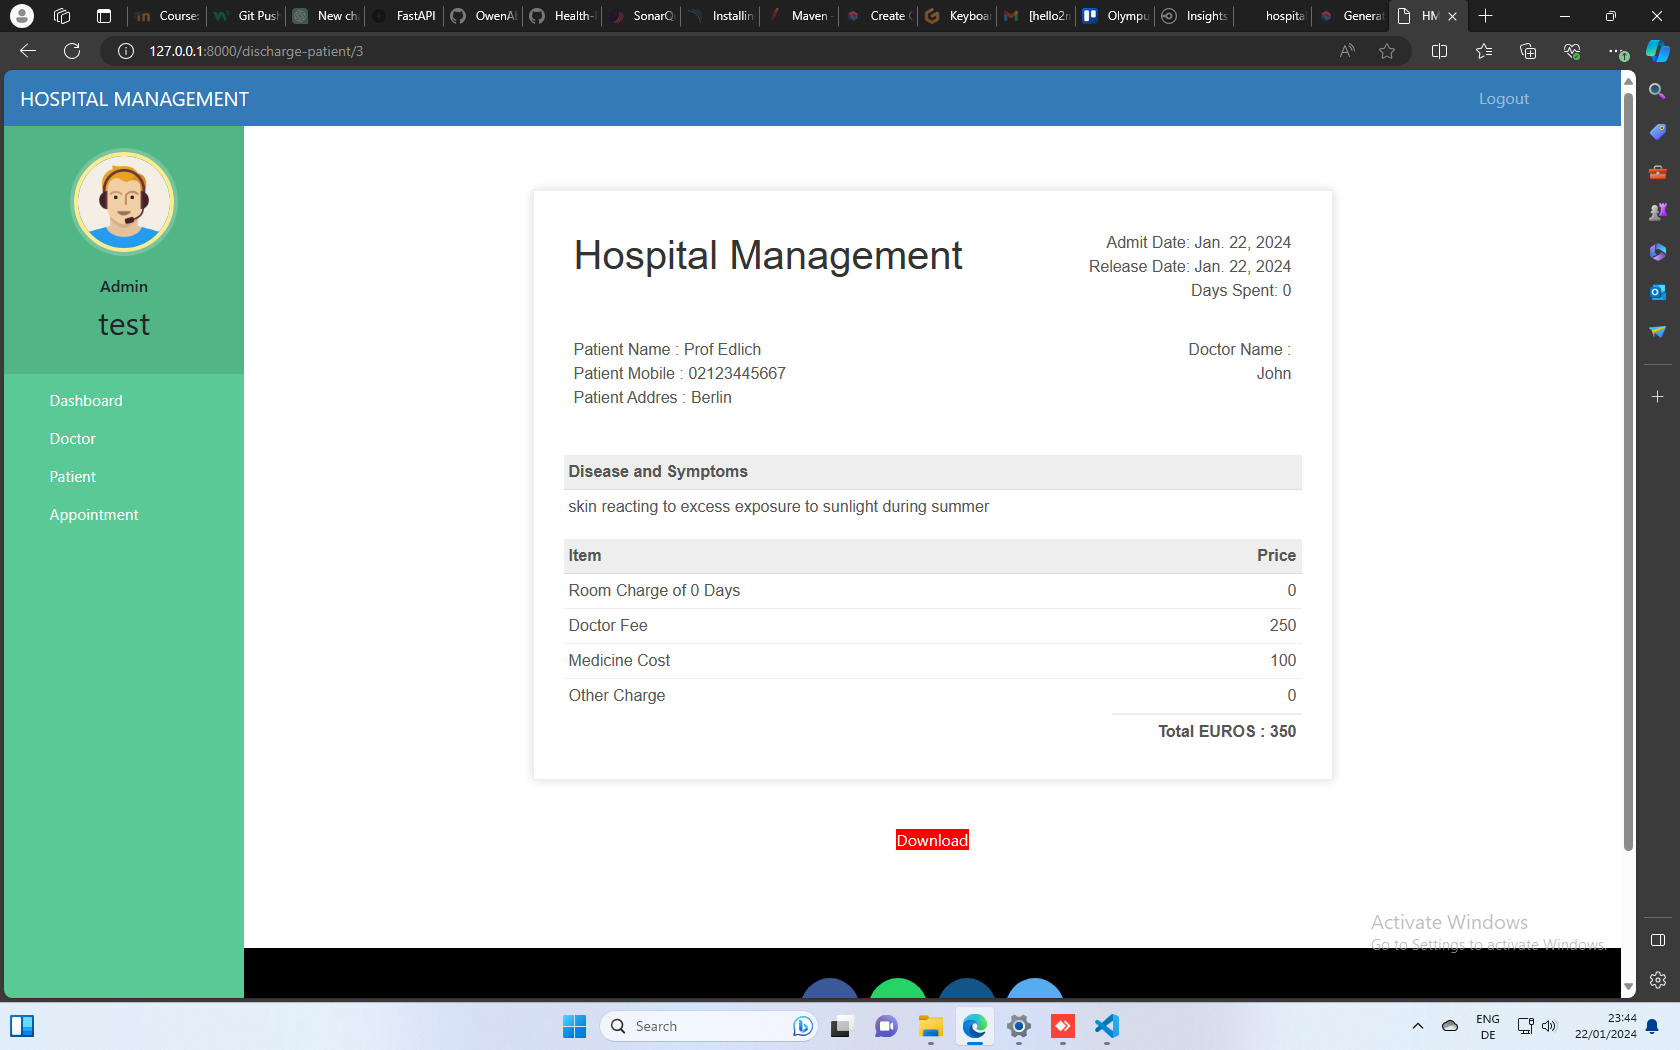 Course:
Git Pus
New ch
FastAPI
OwenA
Health-
SonarQ
Installin
Maven -
Create
Keyboa
[hello2
Olympu
Insights
hospital
Genera
HM
127.0.0.1:8000/discharge-patient/3
HOSPITAL MANAGEMENT
Logout
Admin
test
Dashboard
Doctor
Patient
Appointment
Hospital Management
Admit Date: Jan. 22, 2024
Release Date: Jan. 22, 2024
Days Spent: 0
Patient Name : Prof Edlich
Patient Mobile : 02123445667
Patient Addres : Berlin
Doctor Name :
John
Disease and Symptoms
skin reacting to excess exposure to sunlight during summer
Item Price
Room Charge of 0 Days 0
Doctor Fee 250
Medicine Cost 100
Other Charge 0
Total EUROS : 350
Download
Activate Windows
Go to Settings to activate Windows.
Search
ENG
DE
23:44
22/01/2024